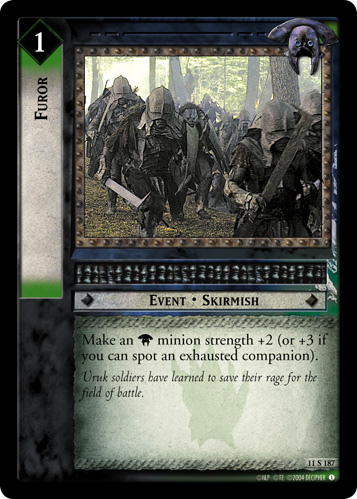 1
FUROR
EVENT • SKIRMISH
Make an minion strength +2 (or +3 if
you can spot an exhausted companion).
Uruk soldiers have learned to save their rage for the
field of battle.
11 S 187
©NLP ©TE ©2004 DECIPHER